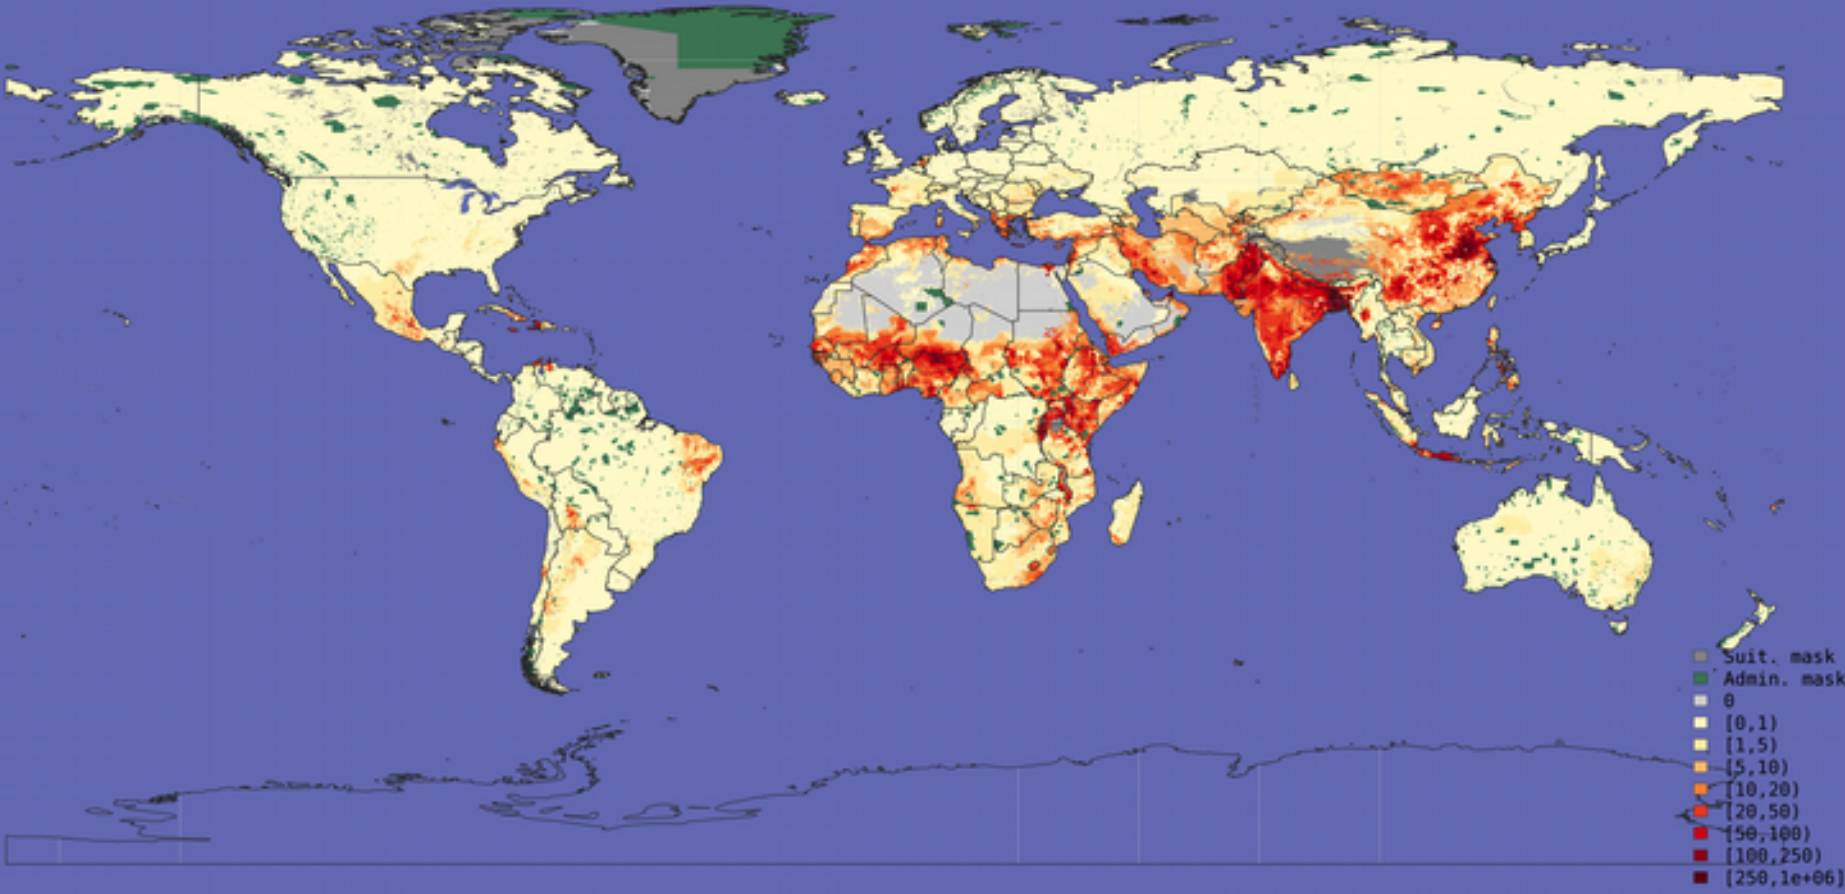 Suit. mask
Admin. mask
0
[0,1)
[1,5)
[5,10)
[10,20)
[20,50)
[50,100)
[100,250)
[250,1e+06]